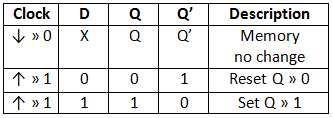 Clock D Q Q’ Description
↓ » 0 X Q Q’ Memory
no change
↑ » 1 0 0 1 Reset Q » 0
↑ » 1 1 1 0 Set Q » 1